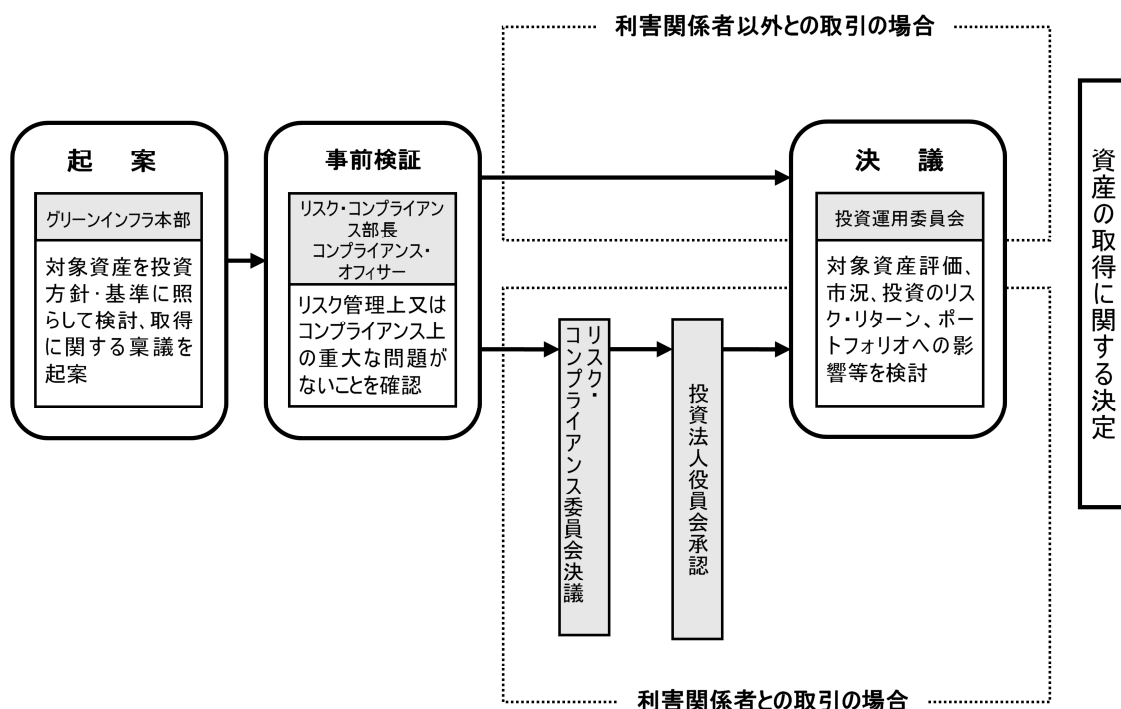 利害関係者以外との取引の場合
起　案
グリーンインフラ本部
対象資産を投資
方針・基準に照
らして検討、取得
に関する稟議を
起案
事前検証
リスク・コンプライアン
ス部長
コンプライアンス・
オフィサー
リスク管理上又は
コンプライアンス上
の重大な問題が
ないことを確認
リスク・
コンプライアンス委員会決議
投資法人役員会承認
決　議
投資運用委員会
対象資産評価、
市況、投資のリス
ク・リターン、ポー
トフォリオへの影
響等を検討
資産の取得に関する決定
利害関係者との取引の場合